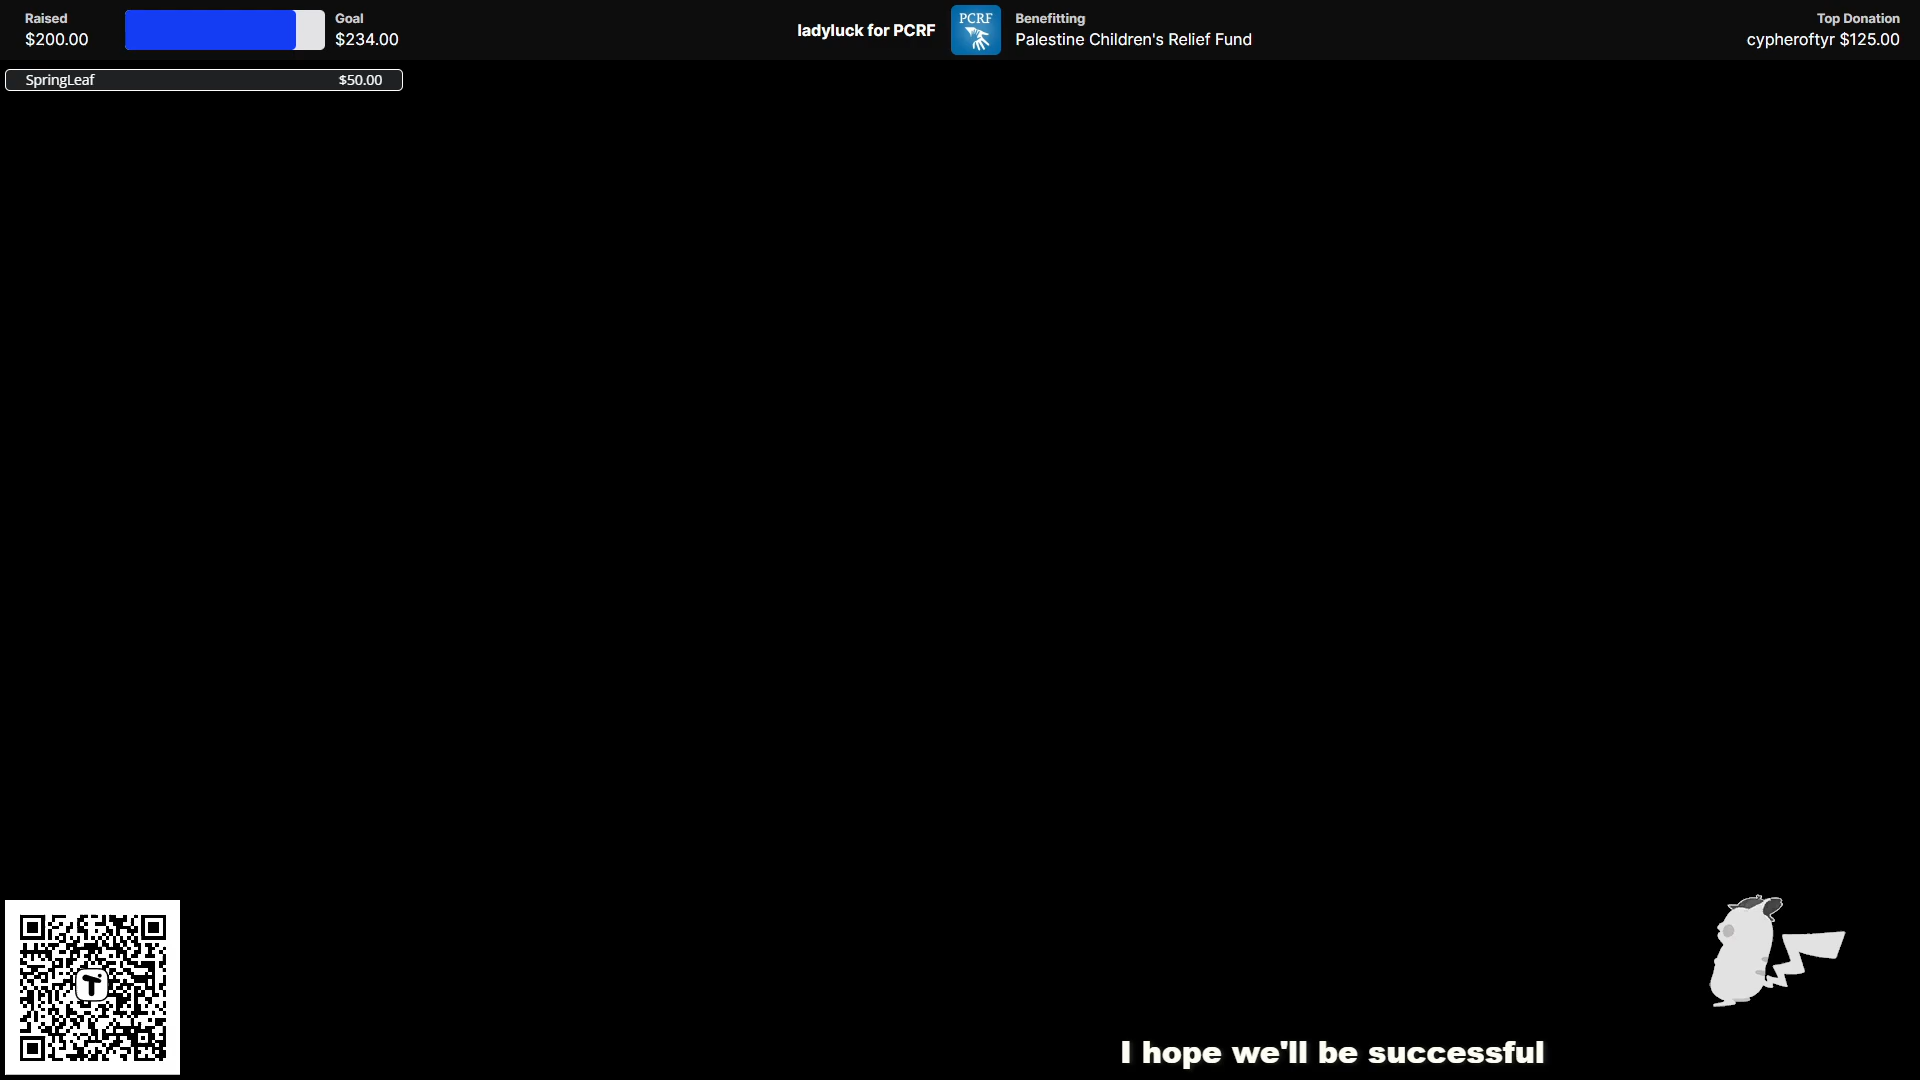 Raised
$200.00
Goal
$234.00
ladyluck for PCRF
PCRF
Benefitting
Palestine Children's Relief Fund
Top Donation
cypheroftyr $125.00
SpringLeaf $50.00
T
I hope we'll be successful